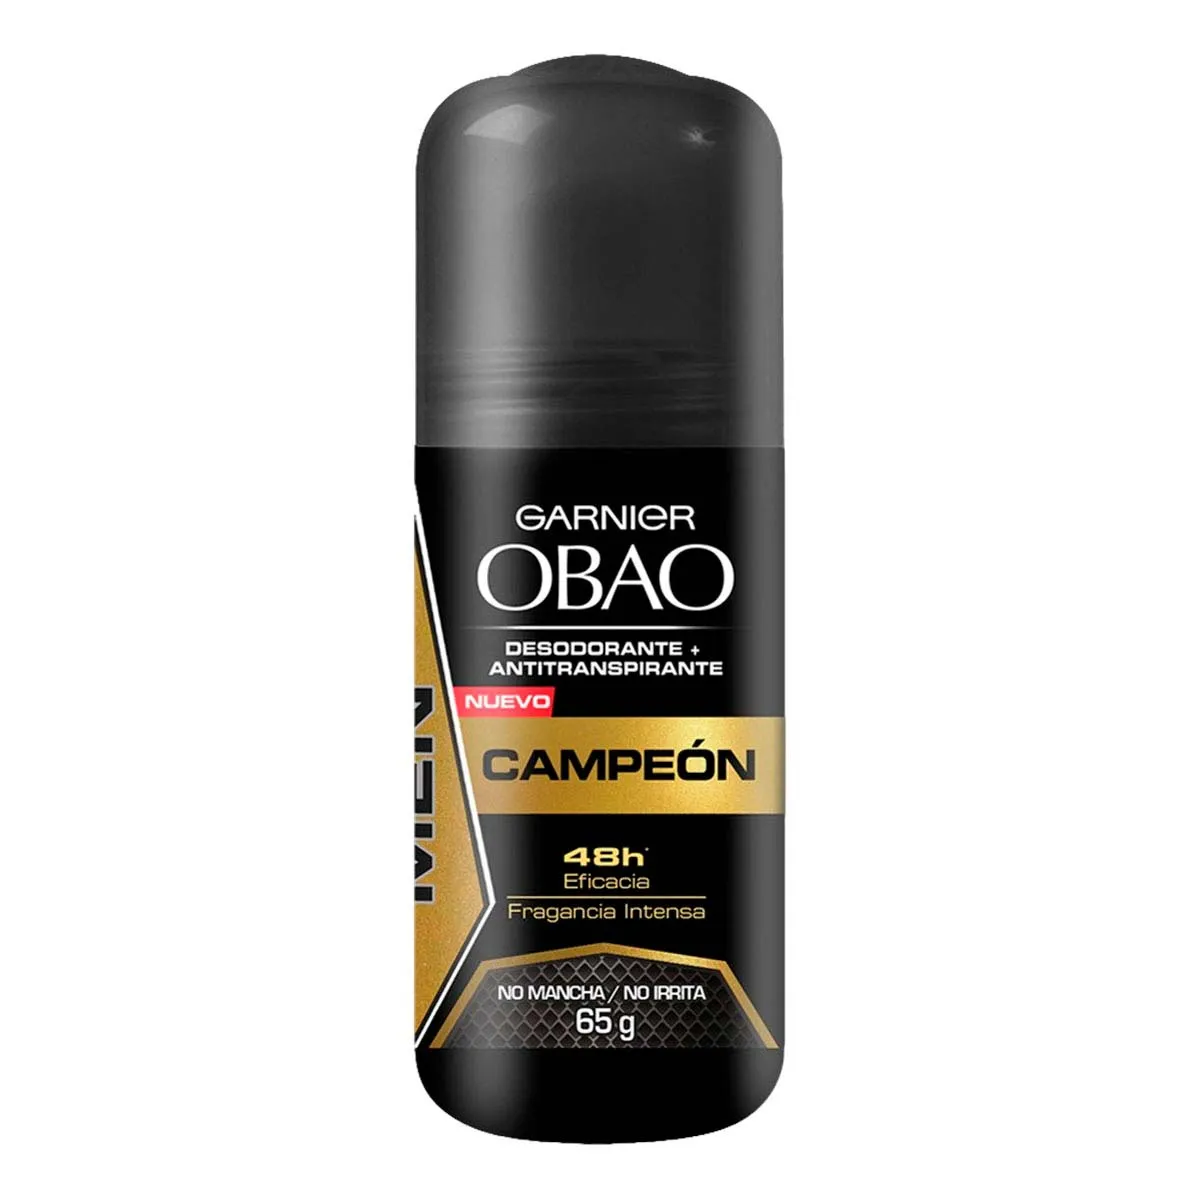 GARNIER
OBAO
DESODORANTE +
ANTITRANSPIRANTE
NUEVO
CAMPEÓN
MEN
48h*
Eficacia
Fragancia Intensa
NO MANCHA / NO IRRITA
65 g